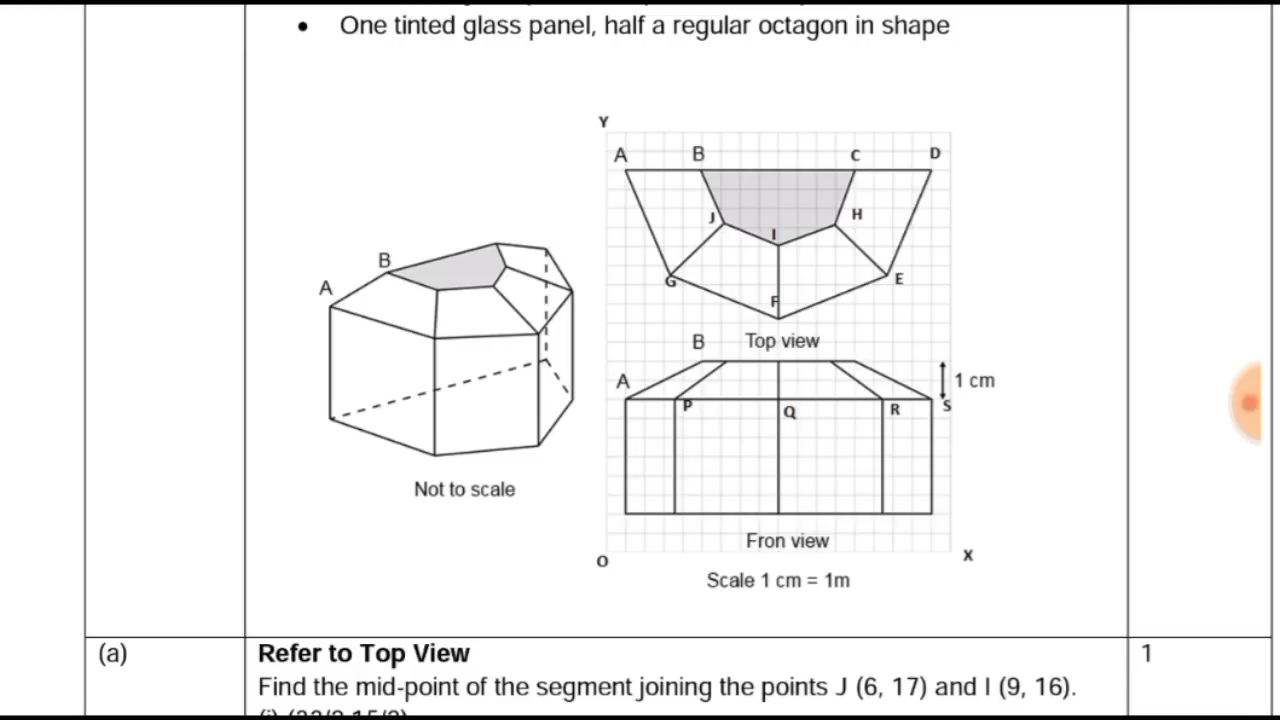 • One tinted glass panel, half a regular octagon in shape
Y
A B C D
J H
I
G E
F
B Top view
A 1 cm
P Q R S
B
A
Not to scale
Fron view
O X
Scale 1 cm = 1m
(a) Refer to Top View 1
Find the mid-point of the segment joining the points J (6, 17) and I (9, 16).